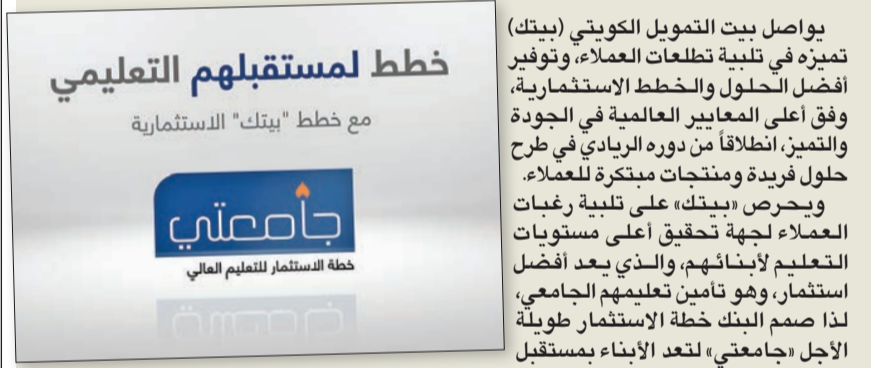 يواصل بيت التمويل الكويتي (بيتك)
تميزه في تلبية تطلعات العملاء، وتوفير
أفضل الحلول والخطط الاستثمارية،
وفق أعلى المعايير العالمية في الجودة
والتميز، انطلاقاً من دوره الريادي في طرح
حلول فريدة ومنتجات مبتكرة للعملاء.
ويحرص «بيتك» على تلبية رغبات
العملاء لجهة تحقيق أعلى مستويات
التعليم لأبنائهم، والذي يعد أفضل
استثمار، وهو تأمين تعليمهم الجامعي،
لذا صمم البنك خطة الاستثمار طويلة
الأجل «جامعتي» لتعد الأبناء بمستقبل
خطط لمستقبلهم التعليمي
مع خطط "بيتك" الاستثمارية
جامعتي
خطة الاستثمار للتعليم العالي